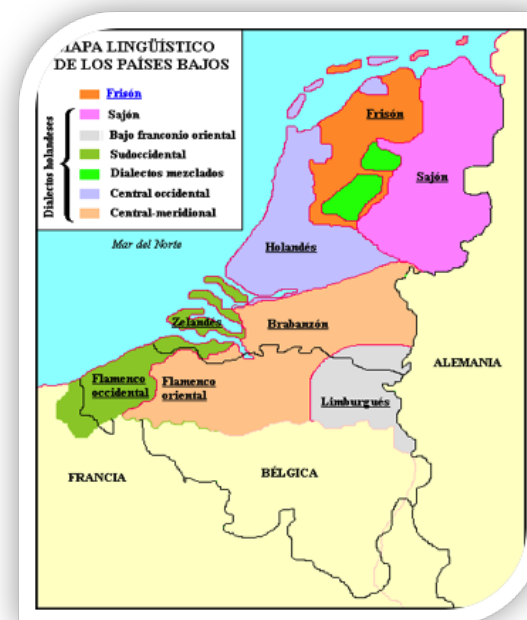 MAPA LINGÜÍSTICO
DE LOS PAÍSES BAJOS
Frisón
Sajón
Bajo franconio oriental
Sudoccidental
Dialectos mezclados
Central occidental
Central-meridional
Dialectos holandeses
Mar del Norte
Frisón
Sajón
Holandés
Zelandés
Brabanzón
Flamenco
occidental
Flamenco
oriental
Limburgués
ALEMANIA
FRANCIA
BÉLGICA